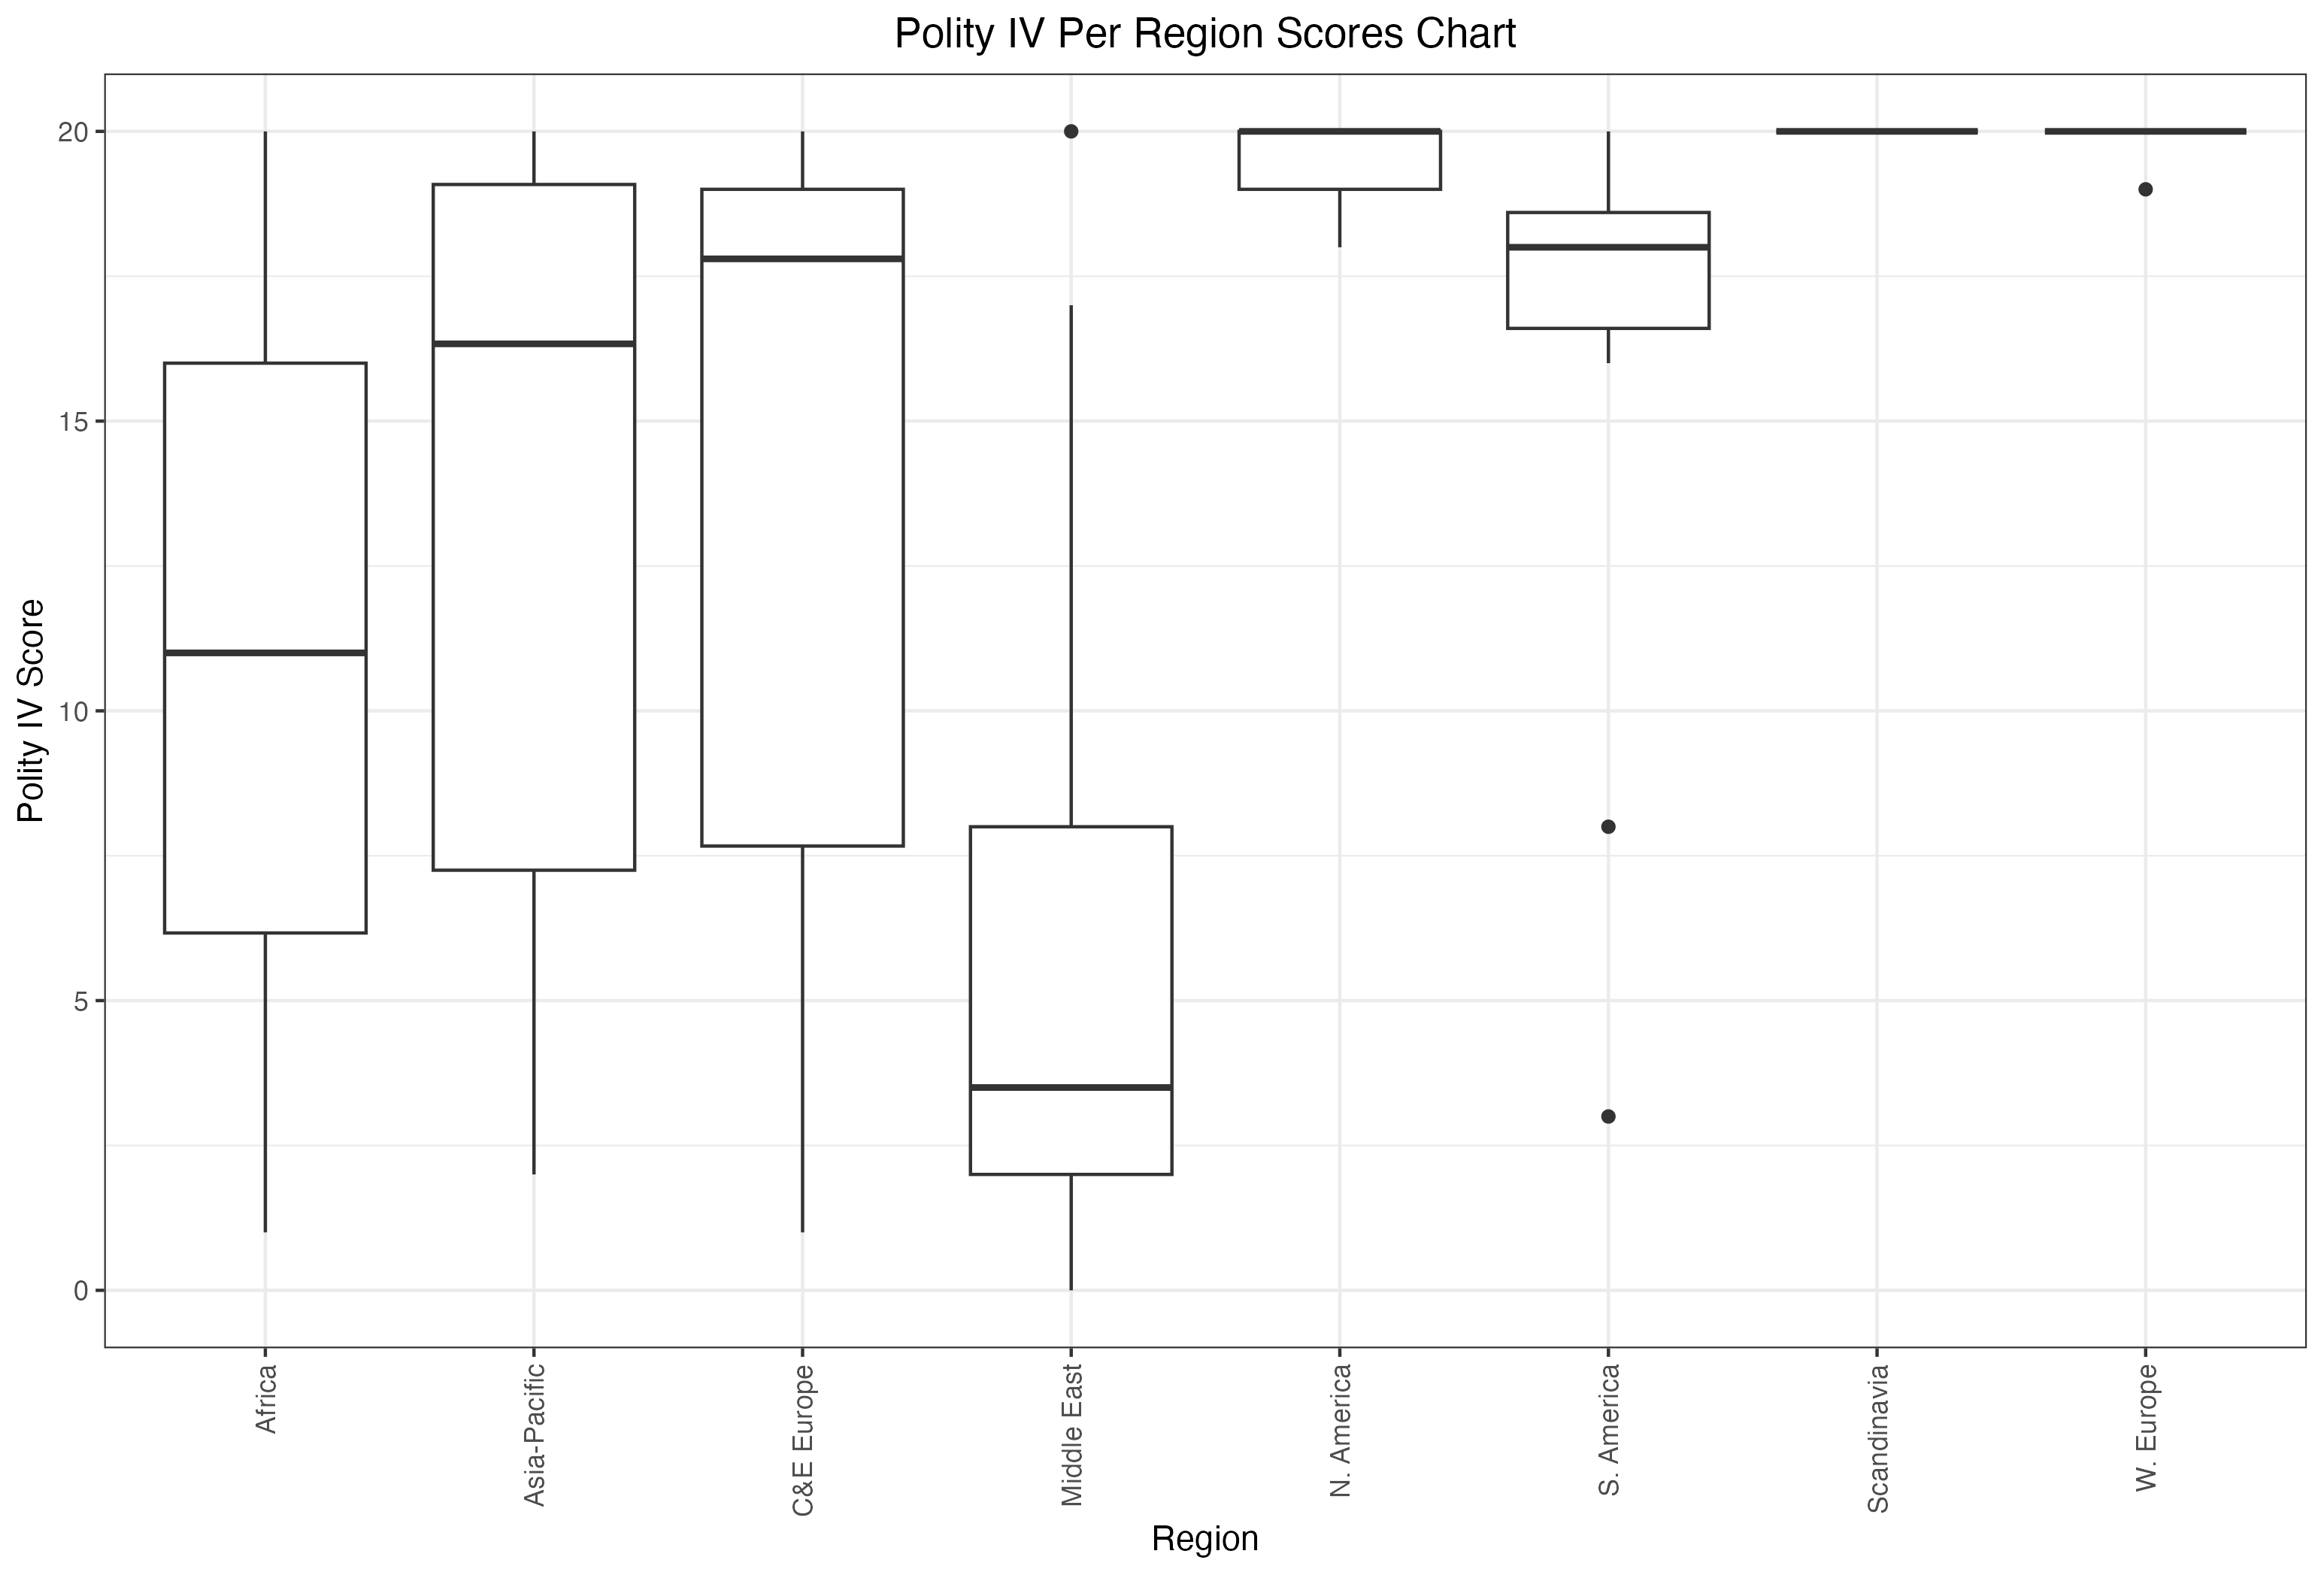 Polity IV Per Region Scores Chart
Polity IV Score
20
15
10
5
0
Africa
Asia-Pacific
C&E Europe
Middle East
N. America
S. America
Scandinavia
W. Europe
Region